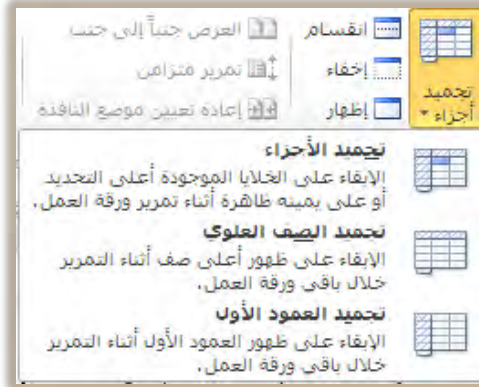 تجميد أجزاء
انقسام
إخفاء
إظهار
العرض جنباً إلى جنب
تمرير متزامن
إعادة تعيين موضع النافذة
تجميد الأجزاء
الإبقاء على الخلايا الموجودة أعلى التحديد
أو على يمينه ظاهرة أثناء تمرير ورقة العمل.
تجميد الصف العلوي
الإبقاء على ظهور أعلى صف أثناء التمرير
خلال باقي ورقة العمل.
تجميد العمود الأول
الإبقاء على ظهور العمود الأول أثناء التمرير
خلال باقي ورقة العمل.